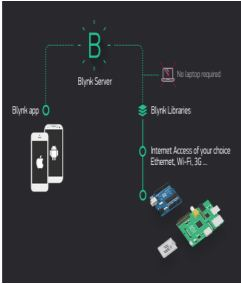 B
Blynk Server
No laptop required
Blynk app
Blynk Libraries
Internet Access of your choice
Ethernet, Wi-Fi, 3G ...